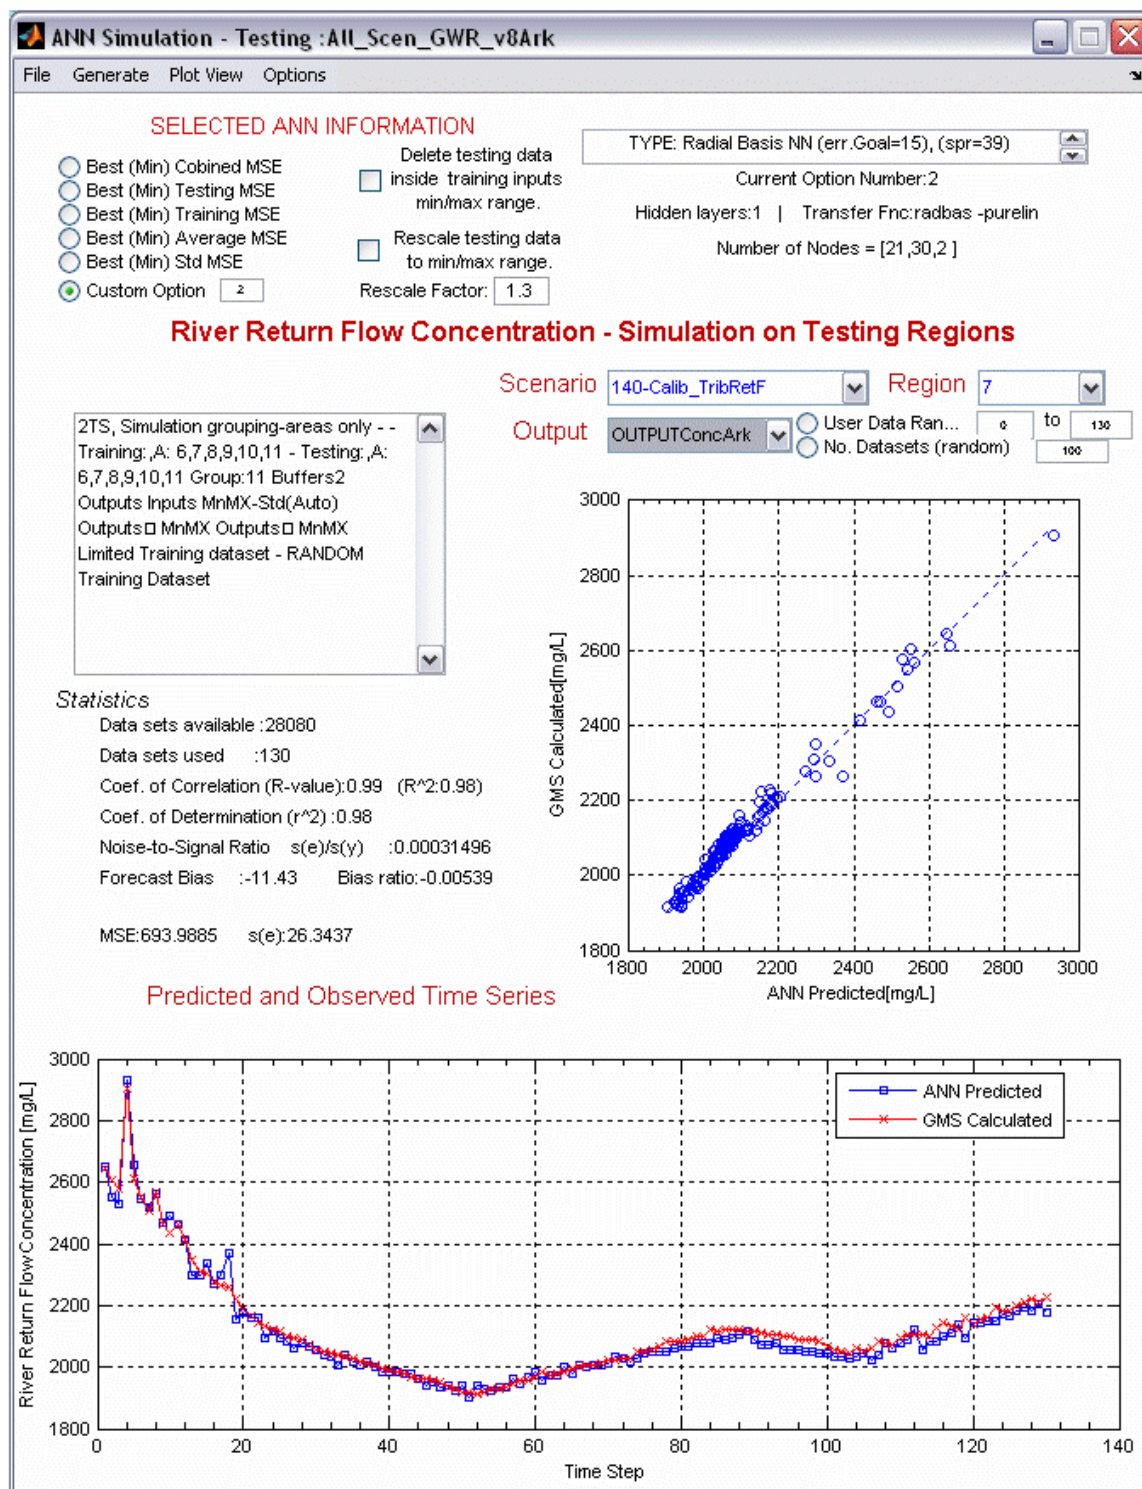 ANN Simulation - Testing :All_Scen_GWR_v8Ark
File Generate Plot View Options
SELECTED ANN INFORMATION
Best (Min) Cobined MSE
Best (Min) Testing MSE
Best (Min) Training MSE
Best (Min) Average MSE
Best (Min) Std MSE
Custom Option 2
Delete testing data
inside training inputs
min/max range.
Rescale testing data
to min/max range.
Rescale Factor: 1.3
TYPE: Radial Basis NN (err.Goal=15), (spr=39)
Current Option Number:2
Hidden layers:1 | Transfer Fnc:radbas -purelin
Number of Nodes = [21,30,2 ]
River Return Flow Concentration - Simulation on Testing Regions
Scenario 140-Calib_TribRetF Region 7
Output OUTPUTConcArk User Data Ran... 0 to 130
No. Datasets (random) 100
2TS, Simulation grouping-areas only - -
Training:,A: 6,7,8,9,10,11 - Testing:,A:
6,7,8,9,10,11 Group:11 Buffers2
Outputs Inputs MnMX-Std(Auto)
Outputs□ MnMX Outputs□ MnMX
Limited Training dataset - RANDOM
Training Dataset
Statistics
Data sets available :28080
Data sets used :130
Coef. of Correlation (R-value):0.99 (R^2:0.98)
Coef. of Determination (r^2) :0.98
Noise-to-Signal Ratio s(e)/s(y) :0.00031496
Forecast Bias :-11.43 Bias ratio:-0.00539
MSE:693.9885 s(e):26.3437
GMS Calculated[mg/L]
3000
2800
2600
2400
2200
2000
1800
1800 2000 2200 2400 2600 2800 3000
ANN Predicted[mg/L]
Predicted and Observed Time Series
River Return Flow Concentration [mg/L]
3000
2800
2600
2400
2200
2000
1800
ANN Predicted
GMS Calculated
0 20 40 60 80 100 120 140
Time Step